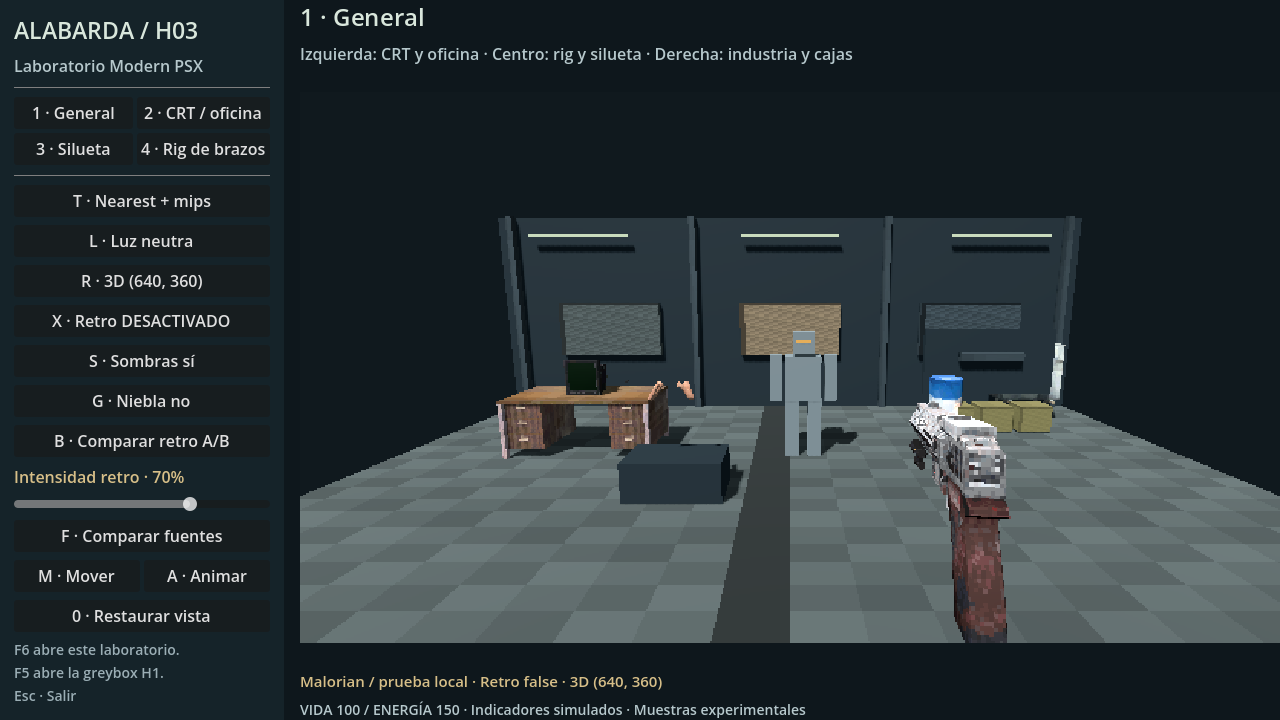 ALABARDA / H03
Laboratorio Modern PSX
1 · General
2 · CRT / oficina
3 · Silueta
4 · Rig de brazos
T · Nearest + mips
L · Luz neutra
R · 3D (640, 360)
X · Retro DESACTIVADO
S · Sombras sí
G · Niebla no
B · Comparar retro A/B
Intensidad retro · 70%
F · Comparar fuentes
M · Mover
A · Animar
0 · Restaurar vista
F6 abre este laboratorio.
F5 abre la greybox H1.
Esc · Salir
1 · General
Izquierda: CRT y oficina · Centro: rig y silueta · Derecha: industria y cajas
Malorian / prueba local · Retro false · 3D (640, 360)
VIDA 100 / ENERGÍA 150 · Indicadores simulados · Muestras experimentales